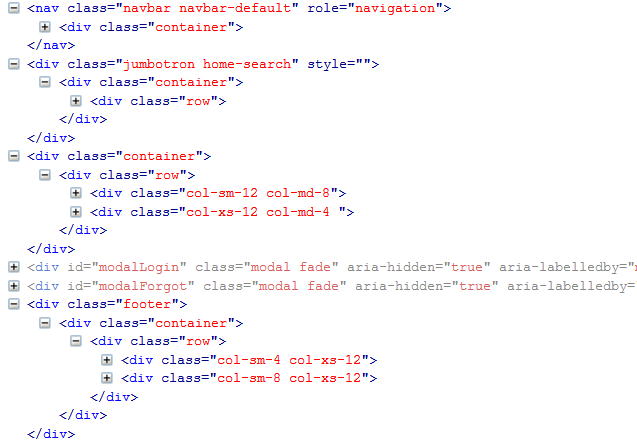 <nav class="navbar navbar-default" role="navigation">
<div class="container">
</nav>
<div class="jumbotron home-search" style="">
<div class="container">
<div class="row">
</div>
</div>
<div class="container">
<div class="row">
<div class="col-sm-12 col-md-8">
<div class="col-xs-12 col-md-4 ">
</div>
</div>
<div id="modalLogin" class="modal fade" aria-hidden="true" aria-labelledby=
<div id="modalForgot" class="modal fade" aria-hidden="true" aria-labelledby=
<div class="footer">
<div class="container">
<div class="row">
<div class="col-sm-4 col-xs-12">
<div class="col-sm-8 col-xs-12">
</div>
</div>
</div>